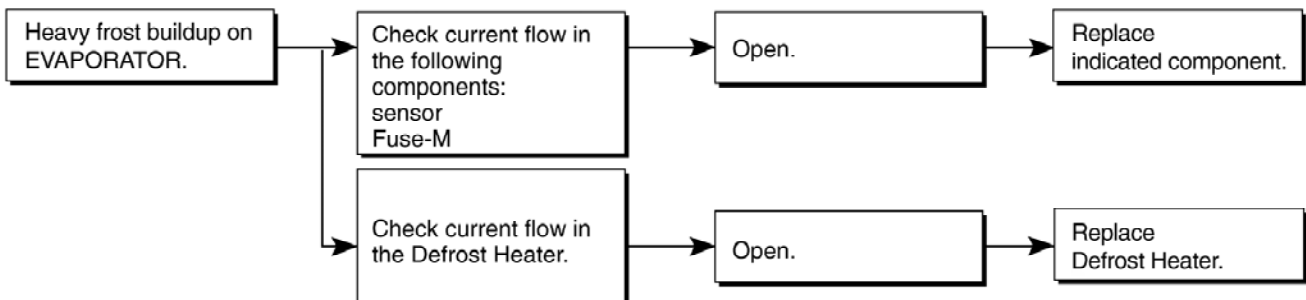 Heavy frost buildup on
EVAPORATOR.
Check current flow in
the following
components:
sensor
Fuse-M
Open.
Replace
indicated component.
Check current flow in
the Defrost Heater.
Open.
Replace
Defrost Heater.